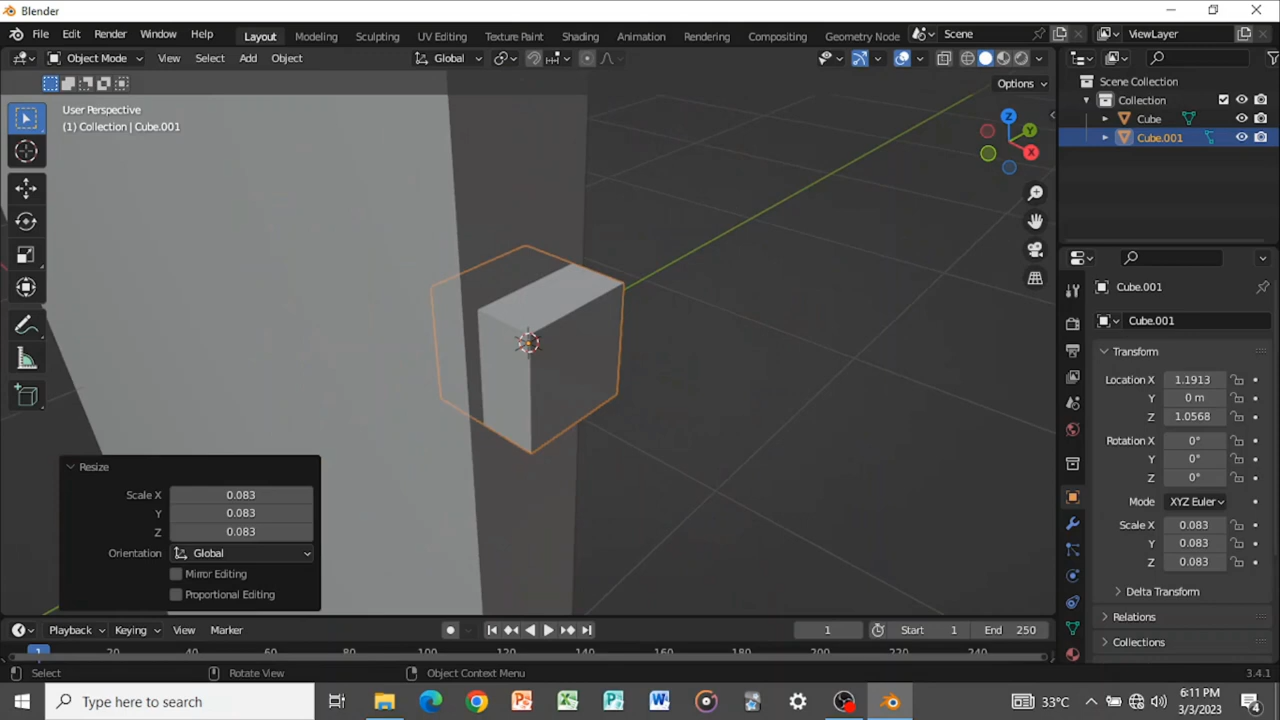 Blender
File Edit Render Window Help
Layout Modeling Sculpting UV Editing Texture Paint Shading Animation Rendering Compositing Geometry Node
Scene
ViewLayer
Object Mode View Select Add Object
Global
Options
User Perspective
(1) Collection | Cube.001
Z
Y
X
Scene Collection
Collection
Cube
Cube.001
Cube.001
Cube.001
Transform
Location X 1.1913
Y 0 m
Z 1.0568
Rotation X 0°
Y 0°
Z 0°
Mode XYZ Euler
Scale X 0.083
Y 0.083
Z 0.083
Delta Transform
Relations
Collections
Resize
Scale X 0.083
Y 0.083
Z 0.083
Orientation Global
Mirror Editing
Proportional Editing
Playback Keying View Marker
1 Start 1 End 250
1 20 40 60 80 100 120 140 160 180 200 220 240
Select Rotate View Object Context Menu 3.4.1
Type here to search
33°C
6:11 PM
3/3/2023
4